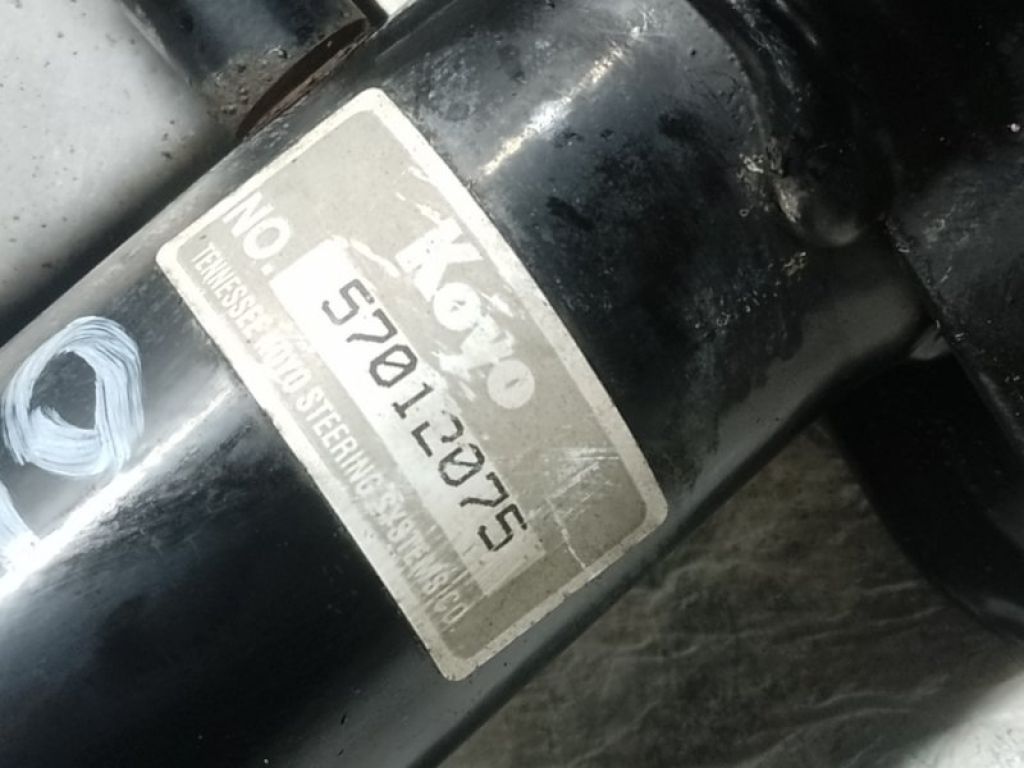 Koyo
NO. 57012075
TENNESSEE KOYO STEERING SYSTEMS CO.